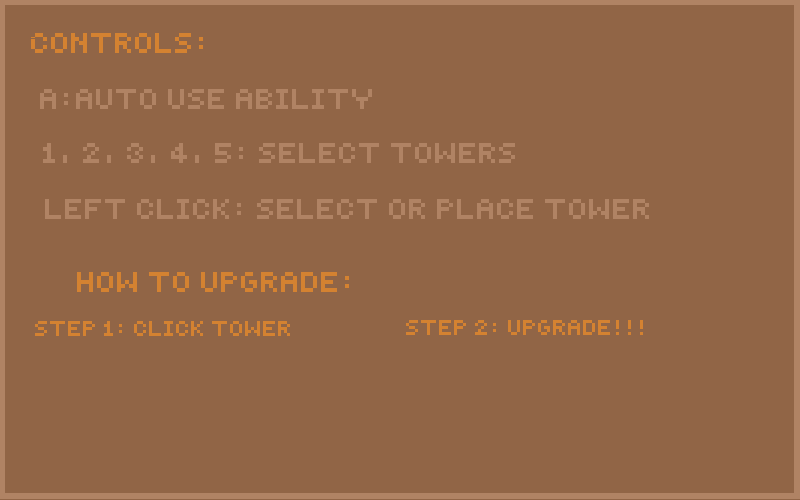 CONTROLS:
A:AUTO USE ABILITY
1. 2. 3. 4. 5: SELECT TOWERS
LEFT CLICK: SELECT OR PLACE TOWER
HOW TO UPGRADE:
STEP 1: CLICK TOWER
STEP 2: UPGRADE!!!